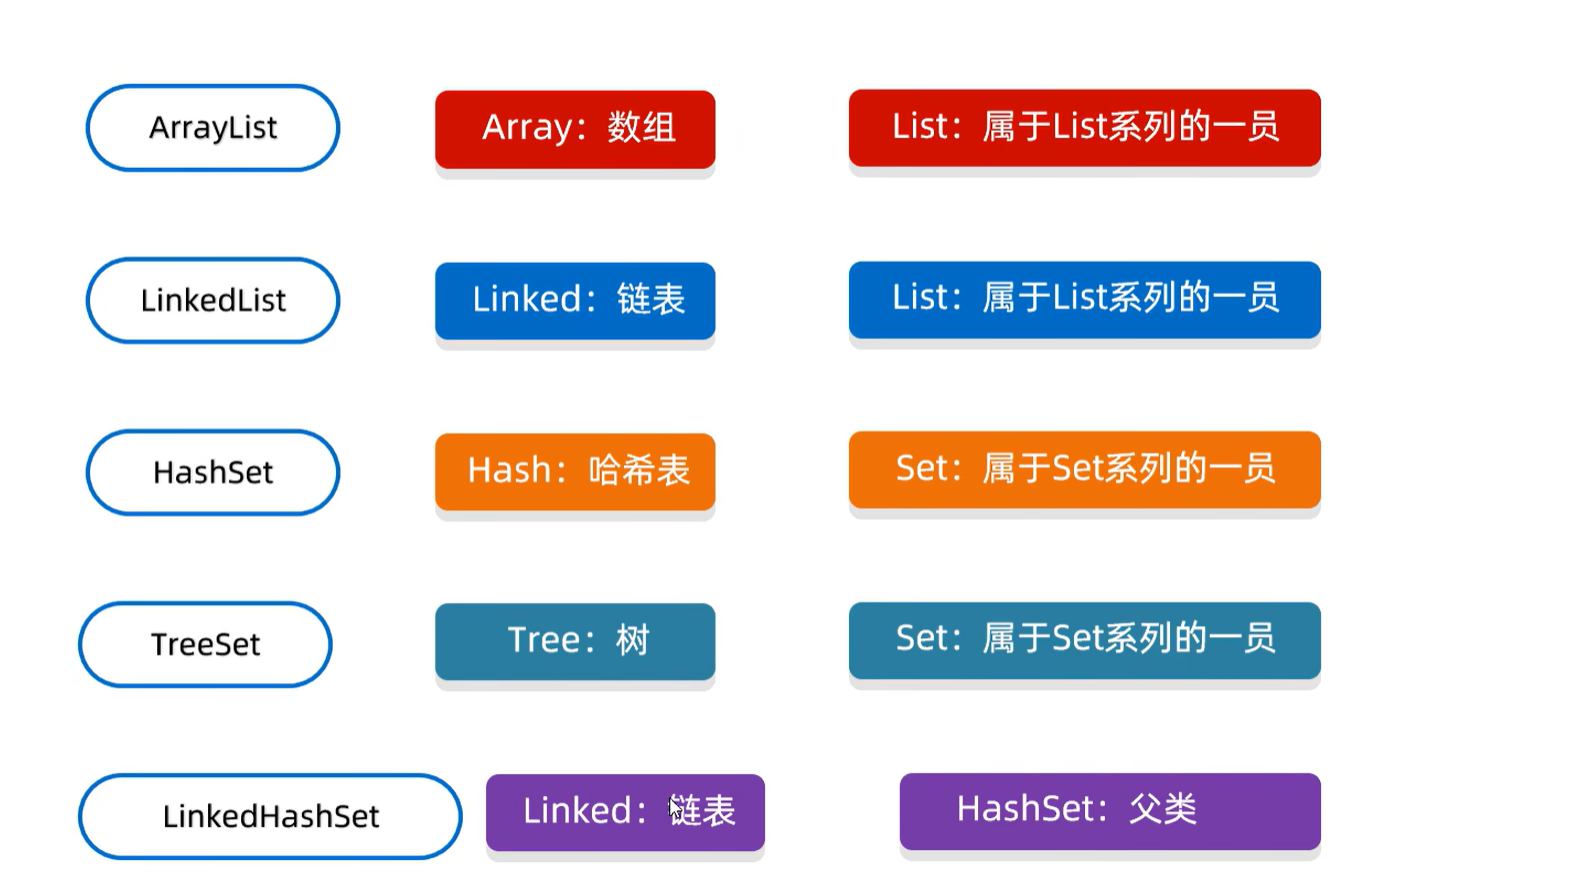 ArrayList
Array：数组
List：属于List系列的一员
LinkedList
Linked：链表
List：属于List系列的一员
HashSet
Hash：哈希表
Set：属于Set系列的一员
TreeSet
Tree：树
Set：属于Set系列的一员
LinkedHashSet
Linked：链表
HashSet：父类